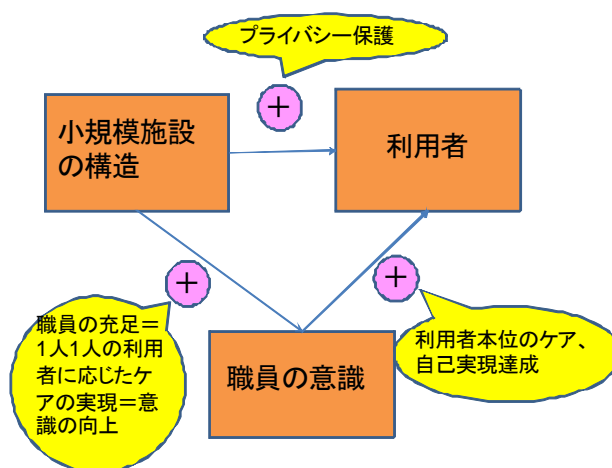 プライバシー保護
＋
小規模施設
の構造
利用者
＋
＋
職員の充足＝
1人1人の利用
者に応じたケ
アの実現＝意
識の向上
職員の意識
利用者本位のケア、
自己実現達成